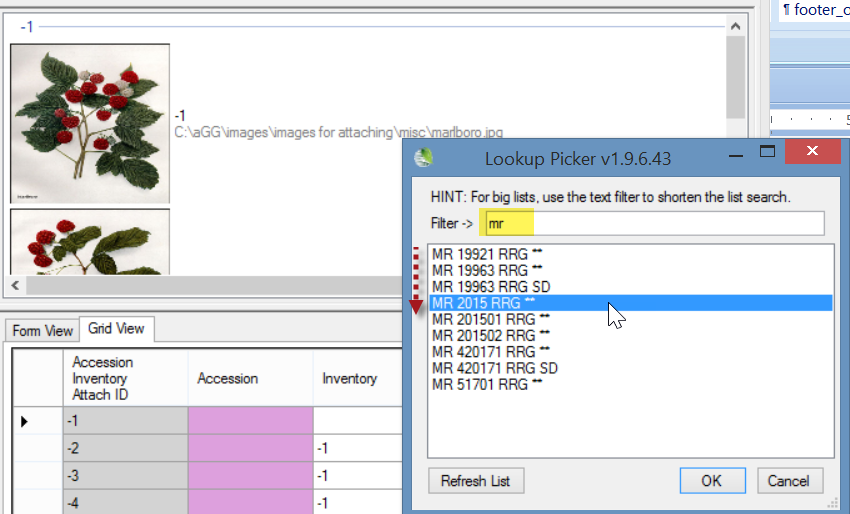 ¶ footer_c
-1
-1
C:\aGG\images\images for attaching\misc\marlboro.jpg
Lookup Picker v1.9.6.43
HINT: For big lists, use the text filter to shorten the list search.
Filter -> mr
MR 19921 RRG **
MR 19963 RRG **
MR 19963 RRG SD
MR 2015 RRG **
MR 201501 RRG **
MR 201502 RRG **
MR 420171 RRG **
MR 420171 RRG SD
MR 51701 RRG **
Refresh List OK Cancel
Form View Grid View
Accession
Inventory
Attach ID
Accession Inventory
-1
-2 -1
-3 -1
-4 -1